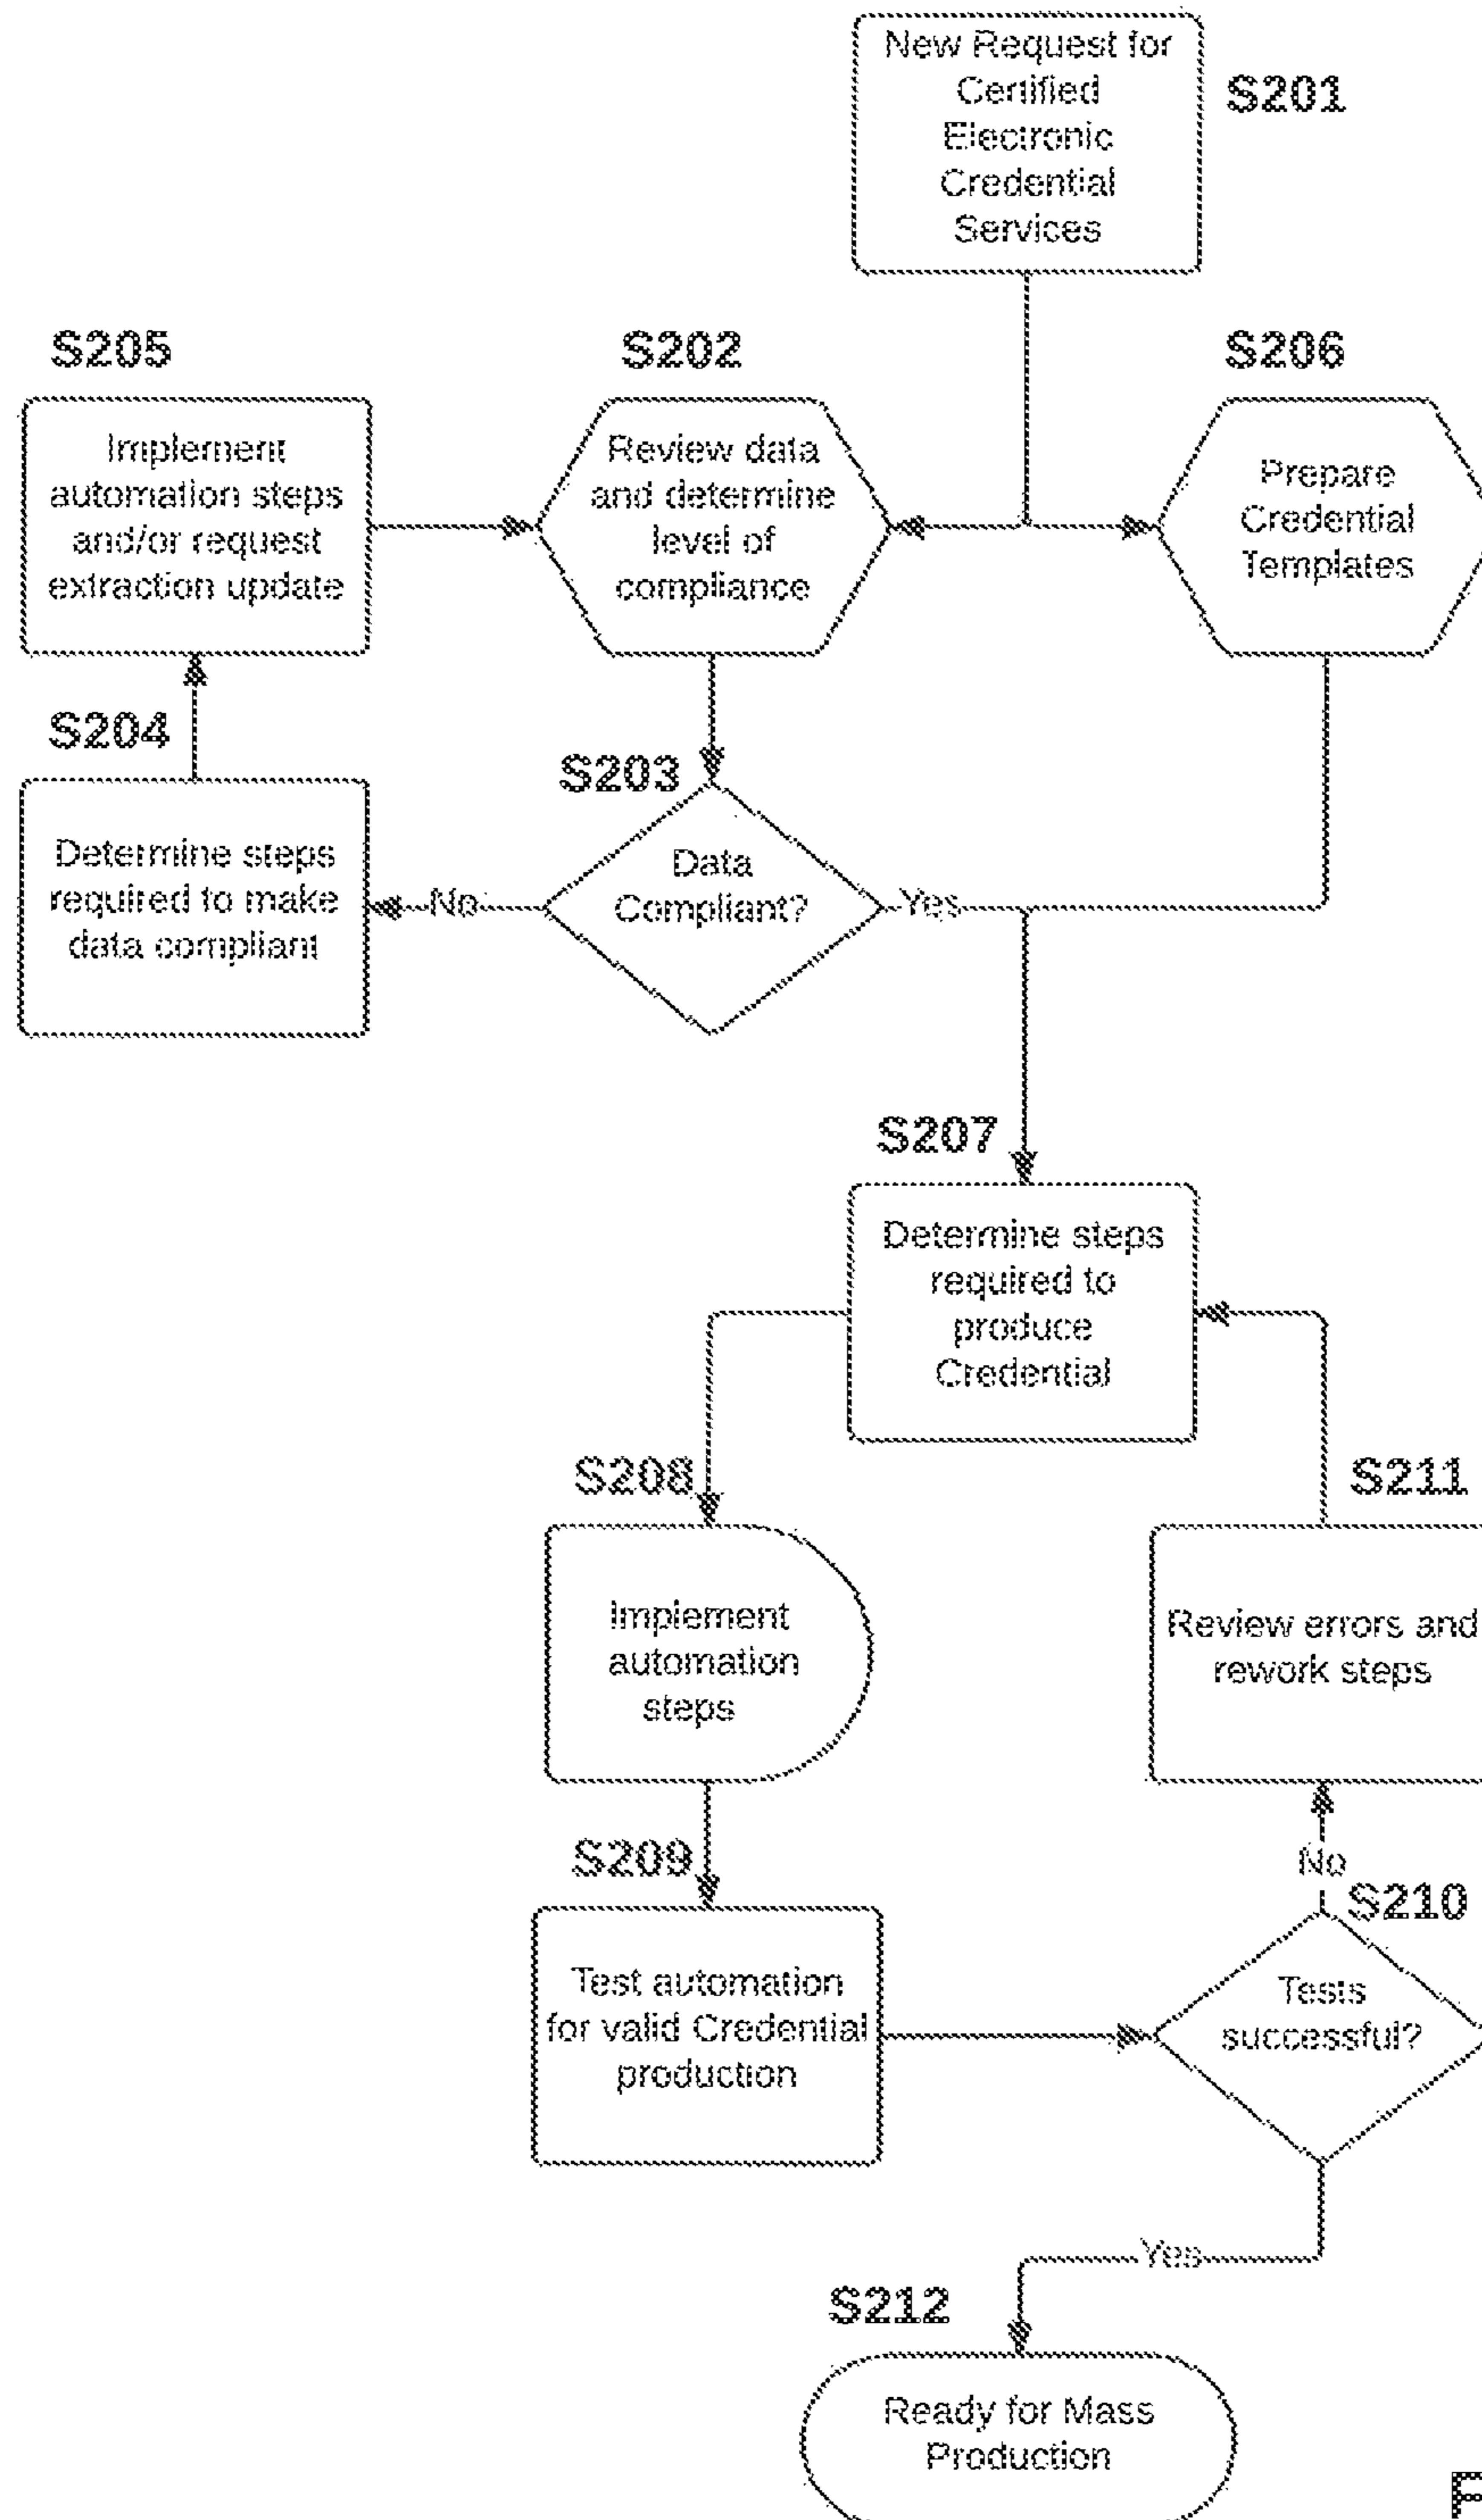 New Request for
Certified
Electronic
Credential
Services
S201
S205
S202
S206
Implement
automation steps
and/or request
extraction update
Review data
and determine
level of
compliance
Prepare
Credential
Templates
S204
S203
Determine steps
required to make
data compliant
No
Data
Compliant?
Yes
S207
Determine steps
required to
produce
Credential
S208
S211
Implement
automation
steps
Review errors and
rework steps
S209
No
S210
Test automation
for valid Credential
production
Tests
successful?
Yes
S212
Ready for Mass
Production